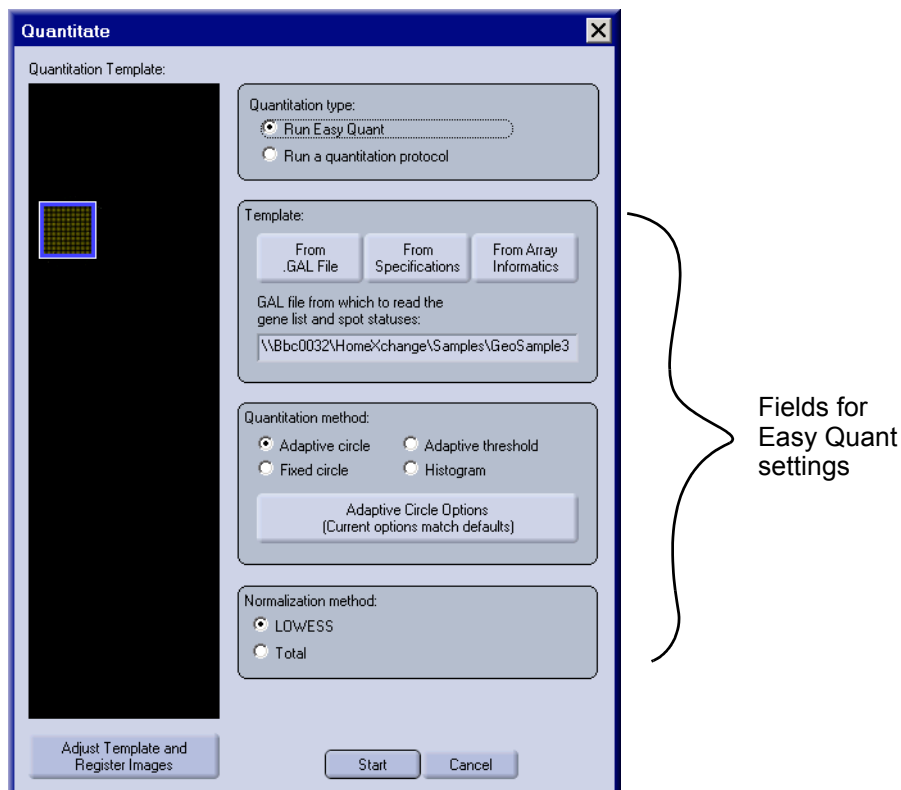 Quantitate
Quantitation Template:
Quantitation type:
Run Easy Quant
Run a quantitation protocol
Template:
From
.GAL File
From
Specifications
From Array
Informatics
GAL file from which to read the
gene list and spot statuses:
\\Bbc0032\HomeXchange\Samples\GeoSample3
Quantitation method:
Adaptive circle
Adaptive threshold
Fixed circle
Histogram
Adaptive Circle Options
(Current options match defaults)
Normalization method:
LOWESS
Total
Adjust Template and
Register Images
Start
Cancel
Fields for
Easy Quant
settings